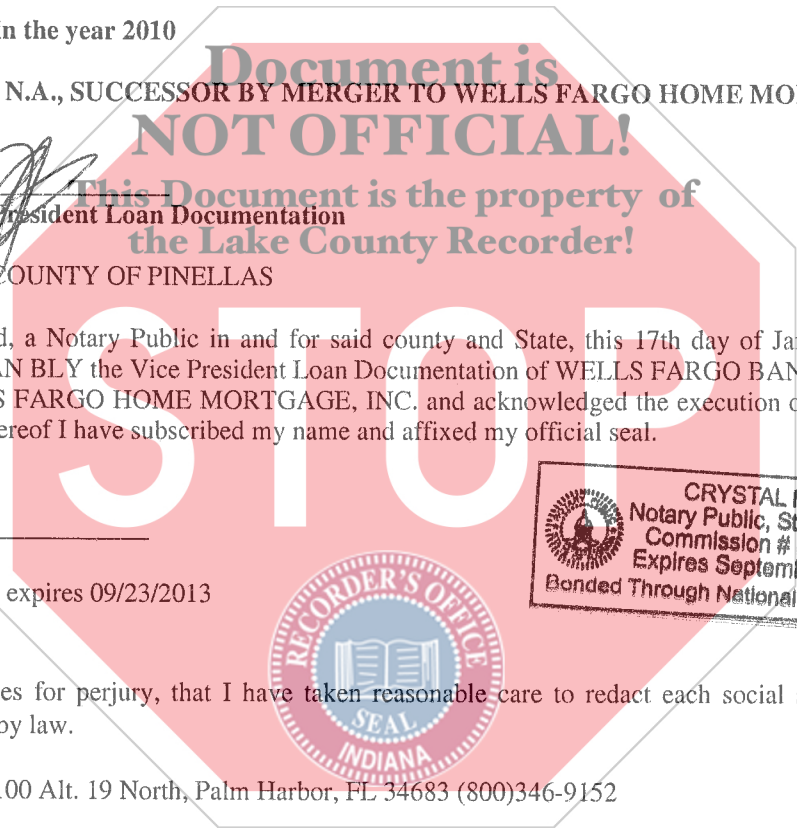 in the year 2010
Document is
N.A., SUCCESSOR BY MERGER TO WELLS FARGO HOME MO
NOT OFFICIAL!
This Document is the property of
President Loan Documentation
the Lake County Recorder!
COUNTY OF PINELLAS
STOP
d, a Notary Public in and for said county and State, this 17th day of Ja
AN BLY the Vice President Loan Documentation of WELLS FARGO BAN
S FARGO HOME MORTGAGE, INC. and acknowledged the execution o
ereof I have subscribed my name and affixed my official seal.
CRYSTAL
Notary Public, St
Commission #
Expires Septem
Bonded Through National
expires 09/23/2013
RECORDER'S OFFICE
SEAL
INDIANA
es for perjury, that I have taken reasonable care to redact each social
by law.
100 Alt. 19 North, Palm Harbor, FL 34683 (800)346-9152